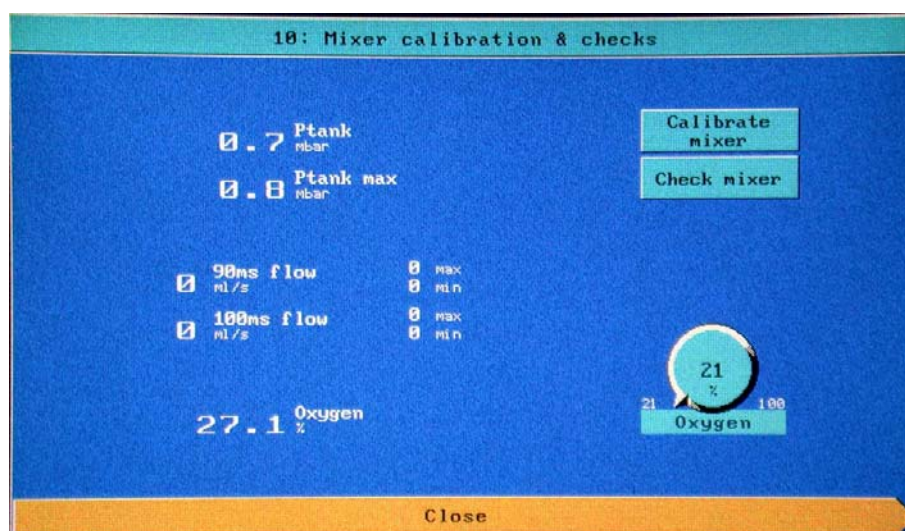 10: Mixer calibration & checks
0.7 Ptank
mbar
0.8 Ptank max
mbar
Calibrate
mixer
Check mixer
0 90ms flow 0 max
ml/s 0 min
0 100ms flow 0 max
ml/s 0 min
27.1 Oxygen
%
21
%
21 100
Oxygen
Close